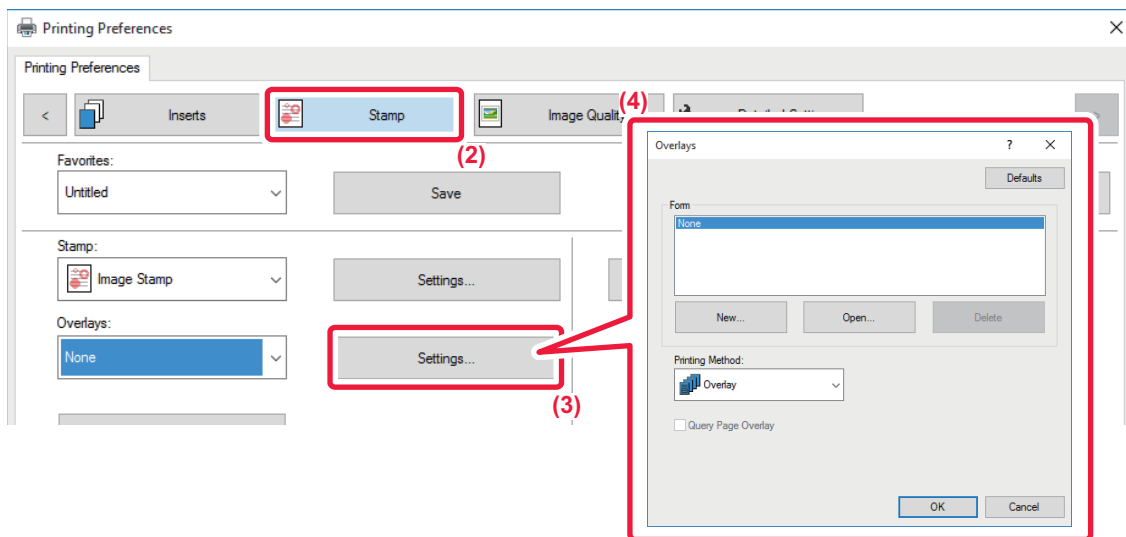 Printing Preferences
Printing Preferences
< Inserts Stamp Image Quality
(4)
(2)
Favorites:
Untitled Save
Stamp:
Image Stamp Settings...
Overlays:
None Settings...
(3)
Overlays ?
Defaults
Form
None
New... Open... Delete
Printing Method:
Overlay
Query Page Overlay
OK Cancel